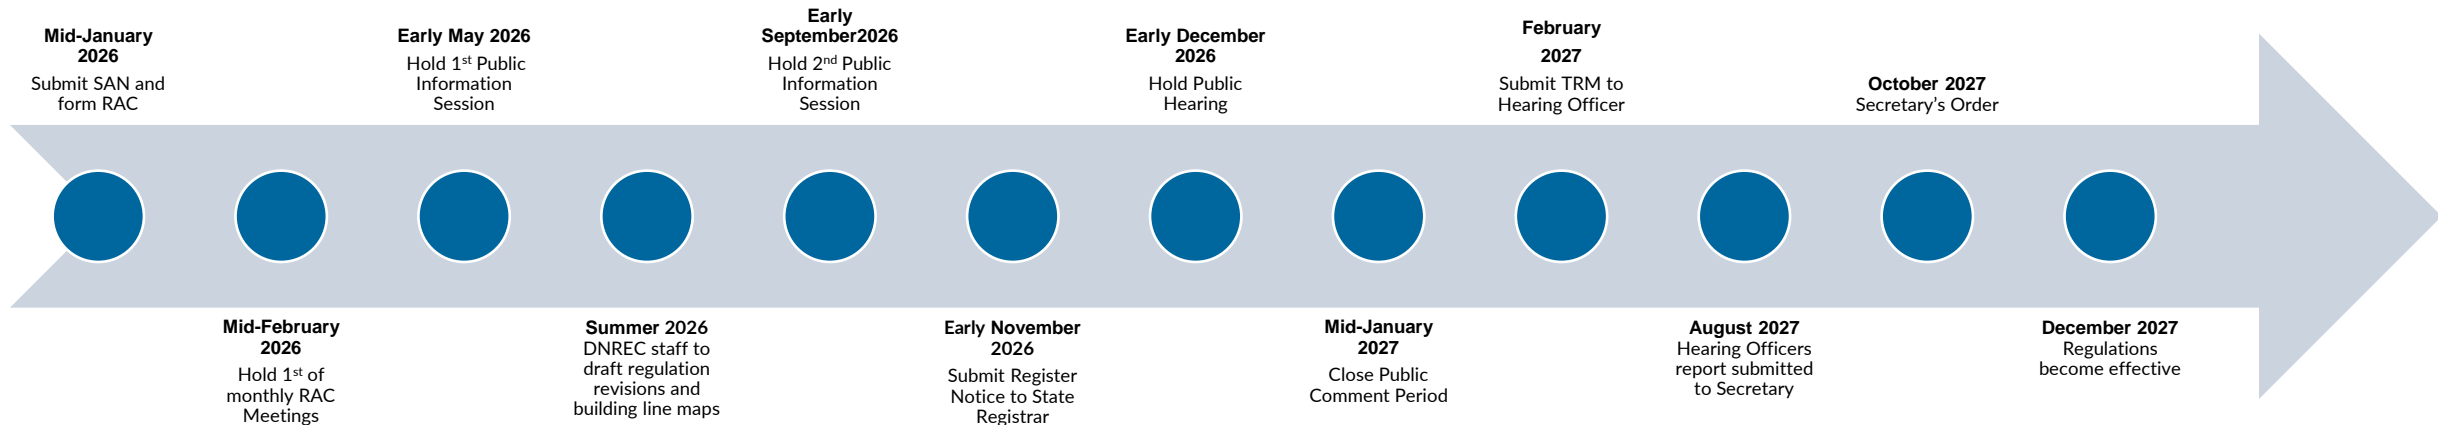 Mid-January
2026
Submit SAN and
form RAC
Mid-February
2026
Hold 1st of
monthly RAC
Meetings
Early May 2026
Hold 1st Public
Information
Session
Summer 2026
DNREC staff to
draft regulation
revisions and
building line maps
Early
September2026
Hold 2nd Public
Information
Session
Early November
2026
Submit Register
Notice to State
Registrar
Early December
2026
Hold Public
Hearing
Mid-January
2027
Close Public
Comment Period
February
2027
Submit TRM to
Hearing Officer
August 2027
Hearing Officers
report submitted
to Secretary
October 2027
Secretary’s Order
December 2027
Regulations
become effective